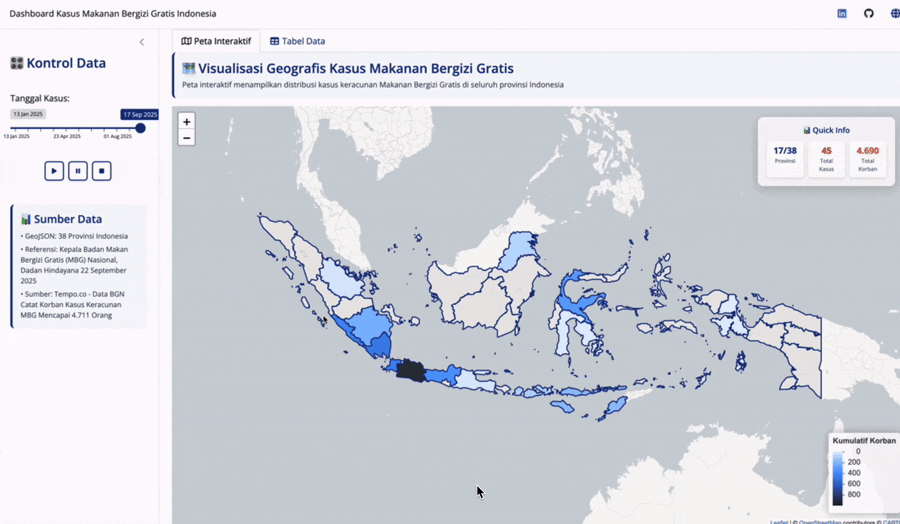 Dashboard Kasus Makanan Bergizi Gratis Indonesia
Kontrol Data
Tanggal Kasus:
13 Jan 2025
17 Sep 2025
13 Jan 2025
23 Apr 2025
01 Aug 2025
Sumber Data
• GeoJSON: 38 Provinsi Indonesia
• Referensi: Kepala Badan Makan
Bergizi Gratis (MBG) Nasional,
Dadan Hindayana 22 September
2025
• Sumber: Tempo.co - Data BGN
Catat Korban Kasus Keracunan
MBG Mencapai 4.711 Orang
Peta Interaktif
Tabel Data
Visualisasi Geografis Kasus Makanan Bergizi Gratis
Peta interaktif menampilkan distribusi kasus keracunan Makanan Bergizi Gratis di seluruh provinsi Indonesia
+
−
Quick Info
17/38
Provinsi
45
Total
Kasus
4.690
Total
Korban
Kumulatif Korban
0
200
400
600
800
Leaflet | © OpenStreetMap contributors © CART